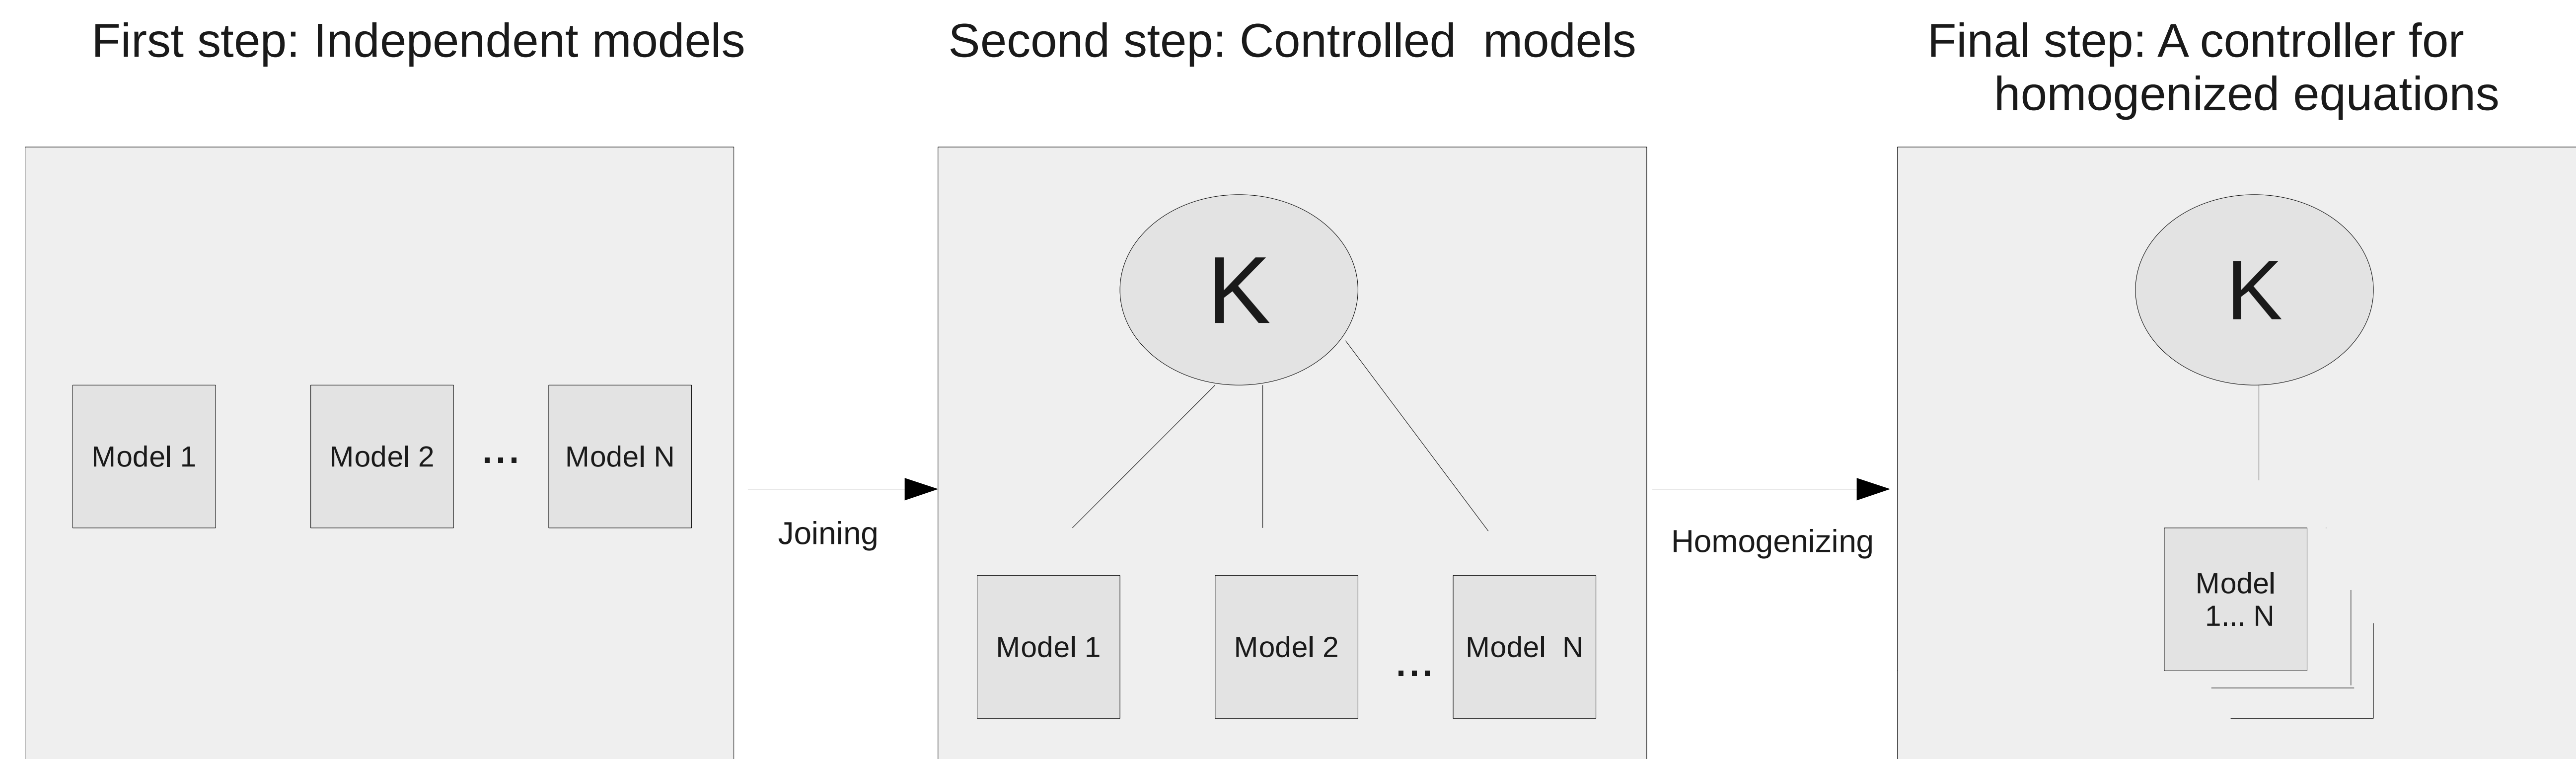 First step: Independent models
Second step: Controlled  models
Final step: A controller for
homogenized equations
Model 1
Model 2
...
Model N
Joining
K
Model 1
Model 2
...
Model  N
Homogenizing
K
Model
1... N